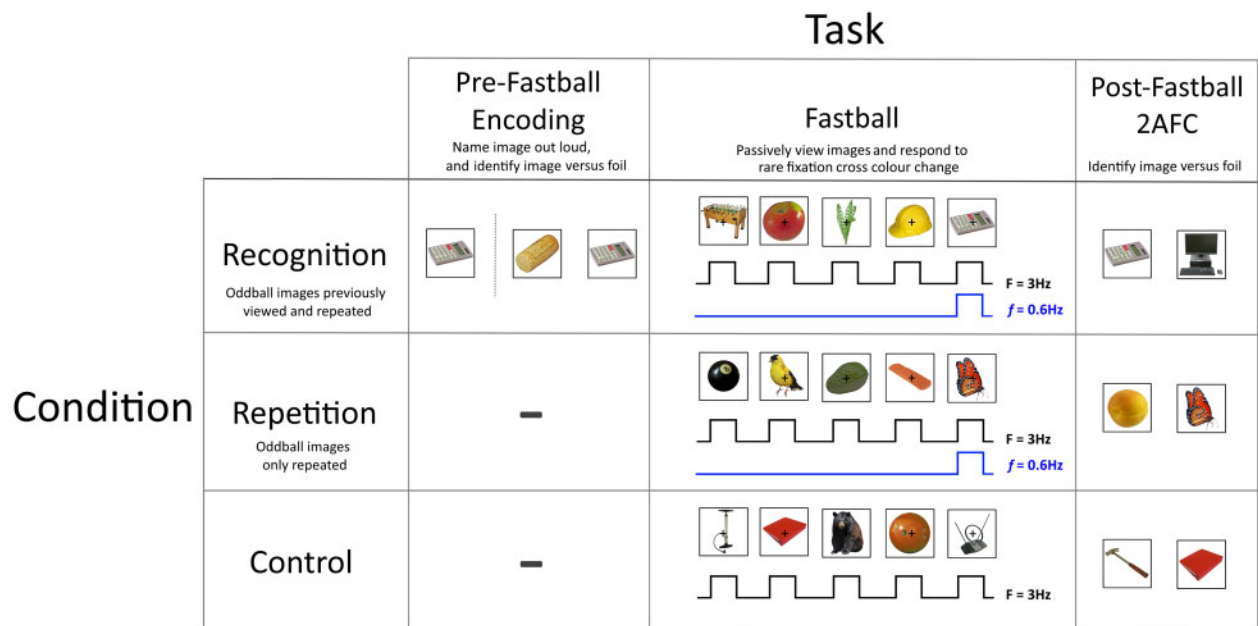 Task
Pre-Fastball
Encoding
Name image out loud,
and identify image versus foil
Fastball
Passively view images and respond to
rare fixation cross colour change
Post-Fastball
2AFC
Identify image versus foil
Condition
Recognition
Oddball images previously
viewed and repeated
F = 3Hz
f = 0.6Hz
Repetition
Oddball images
only repeated
-
F = 3Hz
f = 0.6Hz
Control
-
F = 3Hz